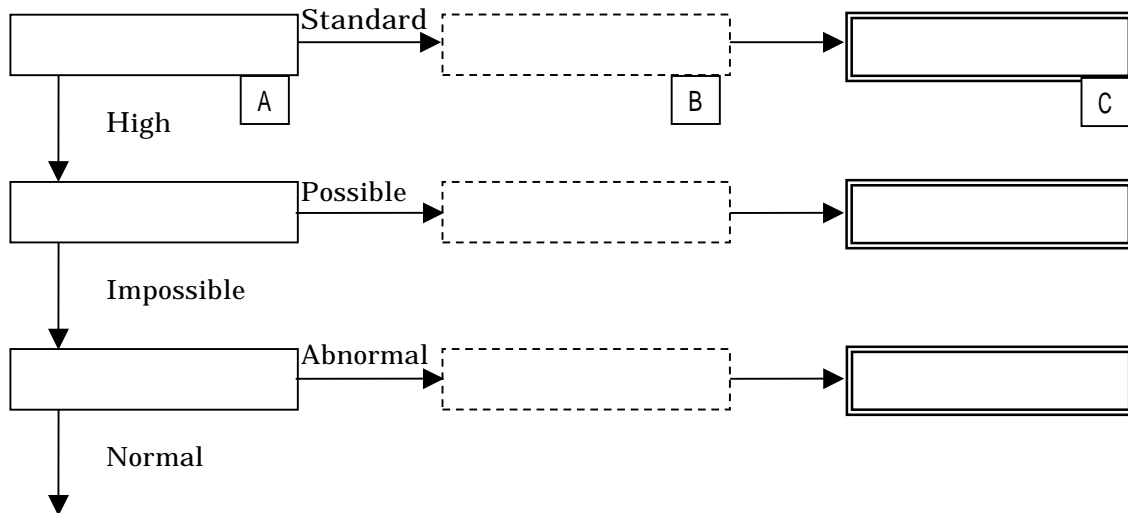 Standard
A
B
C
High
Possible
Impossible
Abnormal
Normal